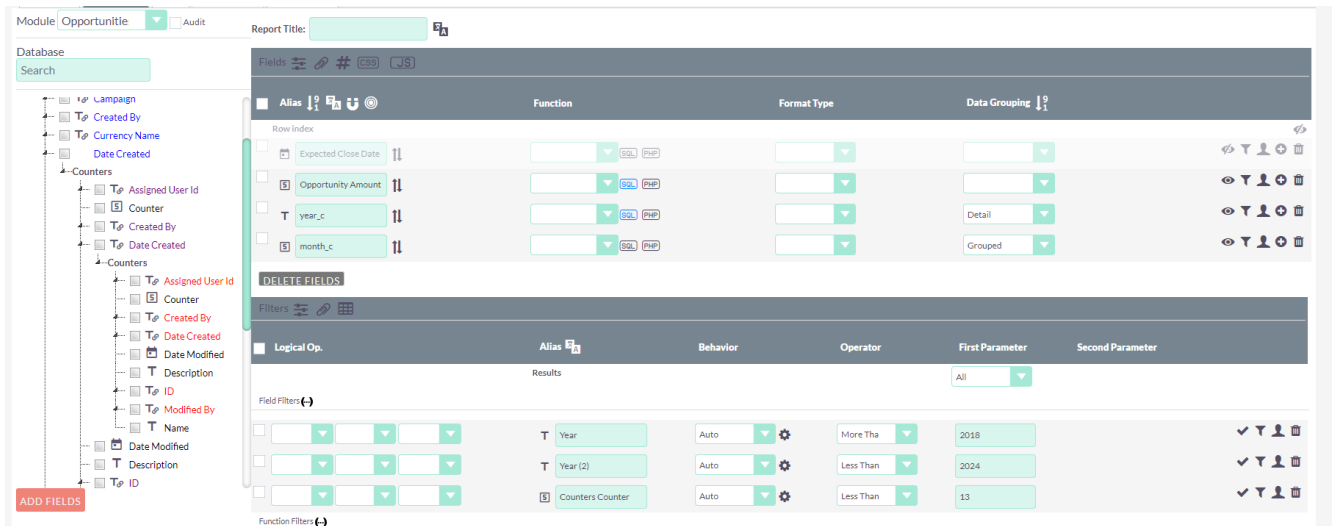 Module Opportunitie Audit
Database
Search
Campaign
Created By
Currency Name
Date Created
Counters
Assigned User Id
Counter
Created By
Date Created
Counters
Assigned User Id
Counter
Created By
Date Created
Date Modified
Description
ID
Modified By
Name
Date Modified
Description
ID
ADD FIELDS
Report Title:
Fields # CSS JS
Alias Function Format Type Data Grouping
Row index
Expected Close Date SQL PHP
Opportunity Amount SQL PHP
T year_c SQL PHP Detail
month_c SQL PHP Grouped
DELETE FIELDS
Filters
Logical Op. Alias Behavior Operator First Parameter Second Parameter
Results All
Field Filters (--)
T Year Auto More Tha 2018
T Year (2) Auto Less Than 2024
Counters Counter Auto Less Than 13
Function Filters (--)